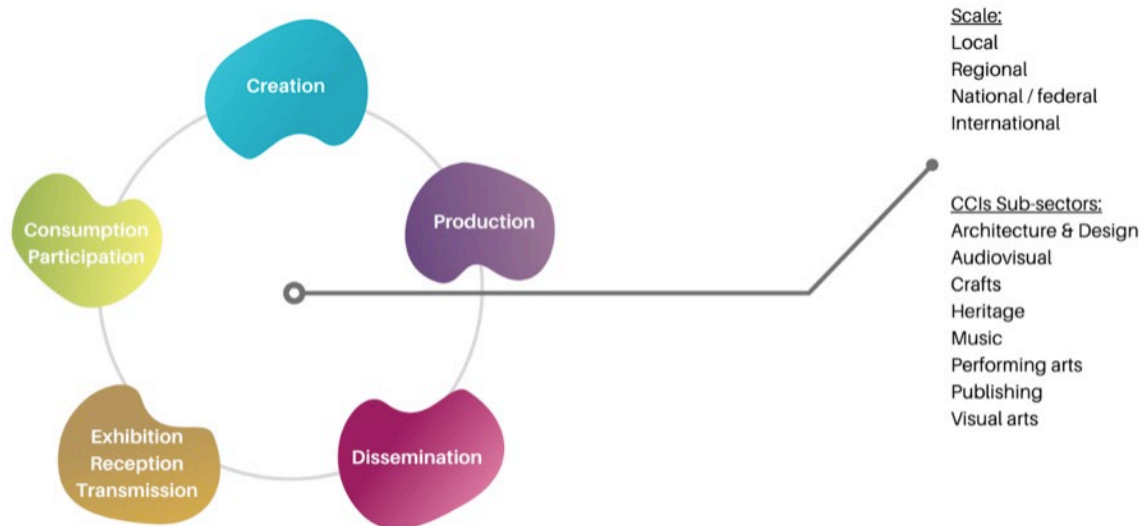 Creation
Production
Dissemination
Exhibition
Reception
Transmission
Consumption
Participation
Scale:
Local
Regional
National / federal
International
CCIs Sub-sectors:
Architecture & Design
Audiovisual
Crafts
Heritage
Music
Performing arts
Publishing
Visual arts